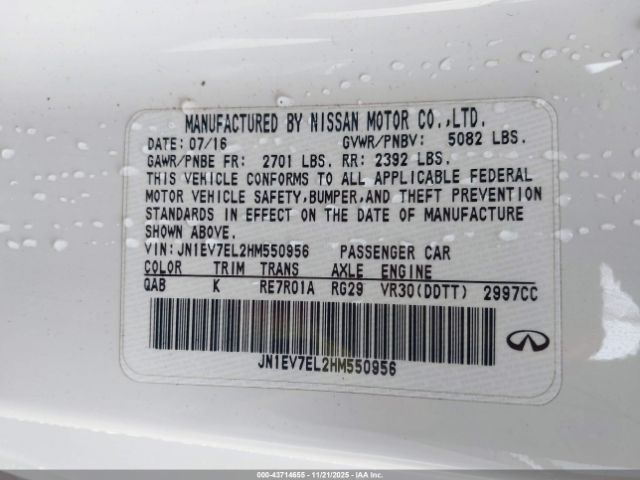 MANUFACTURED BY NISSAN MOTOR CO.,LTD.
DATE: 07/16 GVWR/PNBV: 5082 LBS.
GAWR/PNBE FR: 2701 LBS. RR: 2392 LBS.
THIS VEHICLE CONFORMS TO ALL APPLICABLE FEDERAL
MOTOR VEHICLE SAFETY, BUMPER, AND THEFT PREVENTION
STANDARDS IN EFFECT ON THE DATE OF MANUFACTURE
SHOWN ABOVE.
VIN:JN1EV7EL2HM550956 PASSENGER CAR
COLOR TRIM TRANS AXLE ENGINE
QAB K RE7R01A RG29 VR30(DDTT) 2997CC
JN1EV7EL2HM550956
000-43714655 - 11/21/2025 - IAA Inc.